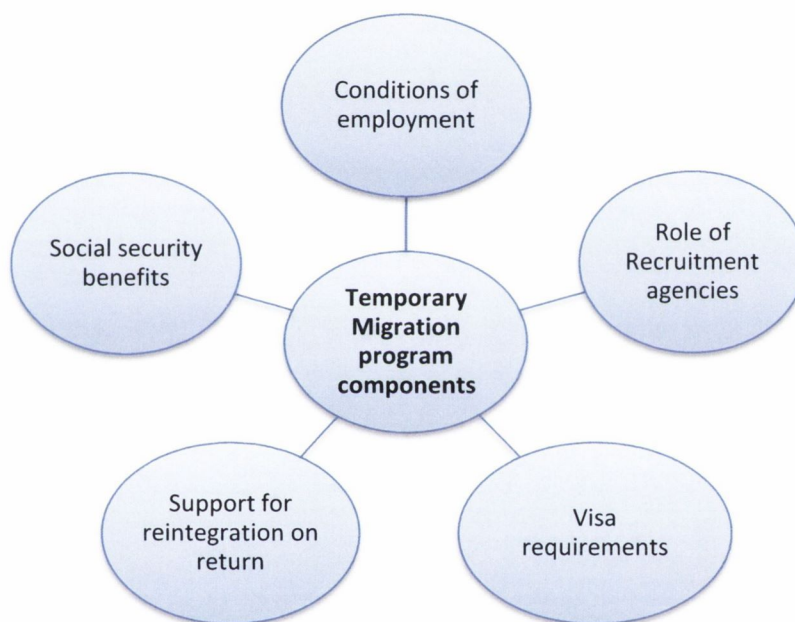 Conditions of
employment
Social security
benefits
Role of
Recruitment
agencies
Temporary
Migration
program
components
Support for
reintegration on
return
Visa
requirements